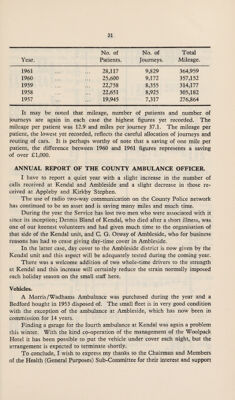 31
No. of No. of Total
Year. Patients. Journeys. Mileage.
1961 ... ... 28,117 9,829 364,959
1960 ... ... 25,600 9,172 357,152
1959 ... ... 22,758 8,355 314,177
1958 ... ... 22,651 8,925 305,182
1957 ... ... 19,945 7,317 276,864
It may be noted that mileage, number of patients and number of
journeys are again in each case the highest figures yet recorded. The
mileage per patient was 12.9 and miles per journey 37.1. The mileage per
patient, the lowest yet recorded, reflects the careful allocation of journeys and
routing of cars. It is perhaps worthy of note that a saving of one mile per
patient, the difference between 1960 and 1961 figures represents a saving
of over £1,000.
ANNUAL REPORT OF THE COUNTY AMBULANCE OFFICER.
I have to report a quiet year with a slight increase in the number of
calls received at Kendal and Ambleside and a slight decrease in those re-
ceived at Appleby and Kirkby Stephen.
The use of radio two-way communication on the County Police network
has continued to be an asset and is saving many miles and much time.
During the year the Service has lost two men who were associated with it
since its inception; Dennis Bland of Kendal, who died after a short illness, was
one of our keenest volunteers and had given much time to the organisation of
that side of the Kendal unit, and C. G. Otway of Ambleside, who for business
reasons has had to cease giving day-time cover in Ambleside.
In the latter case, day cover to the Ambleside district is now given by the
Kendal unit and this aspect will be adequately tested during the coming year.
There was a welcome addition of two whole-time drivers to the strength
at Kendal and this increase will certainly reduce the strain normally imposed
each holiday season on the small staff here.
Vehicles.
A Morris/Wadhams Ambulance was purchased during the year and a
Bedford bought in 1953 disposed of. The small fleet is in very good condition
with the exception of the ambulance at Ambleside, which has now been in
commission for 14 years.
Finding a garage for the fourth ambulance at Kendal was again a problem
this winter. With the kind co-operation of the management of the Woolpack
Hotel it has been possible to put the vehicle under cover each night, but the
arrangement is expected to terminate shortly.
To conclude, I wish to express my thanks to the Chairman and Members
of the Health (General Purposes) Sub-Committee for their interest and support